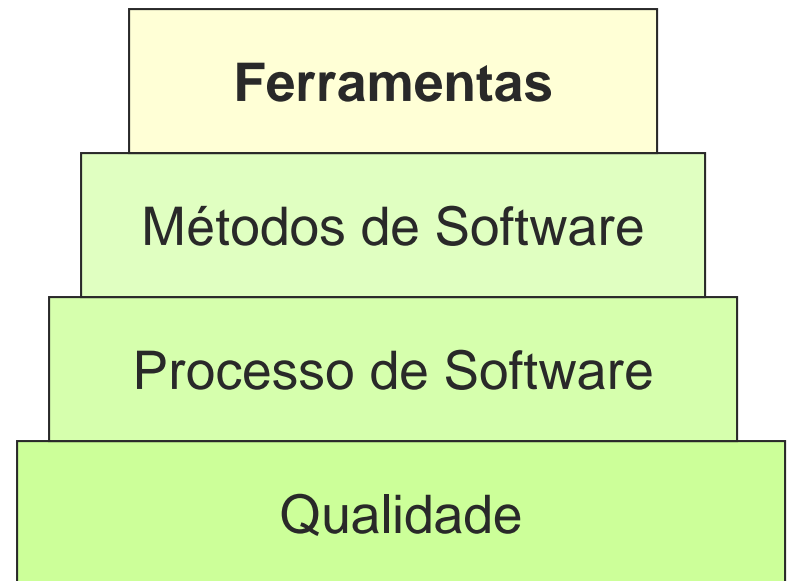 Ferramentas
Métodos de Software
Processo de Software
Qualidade